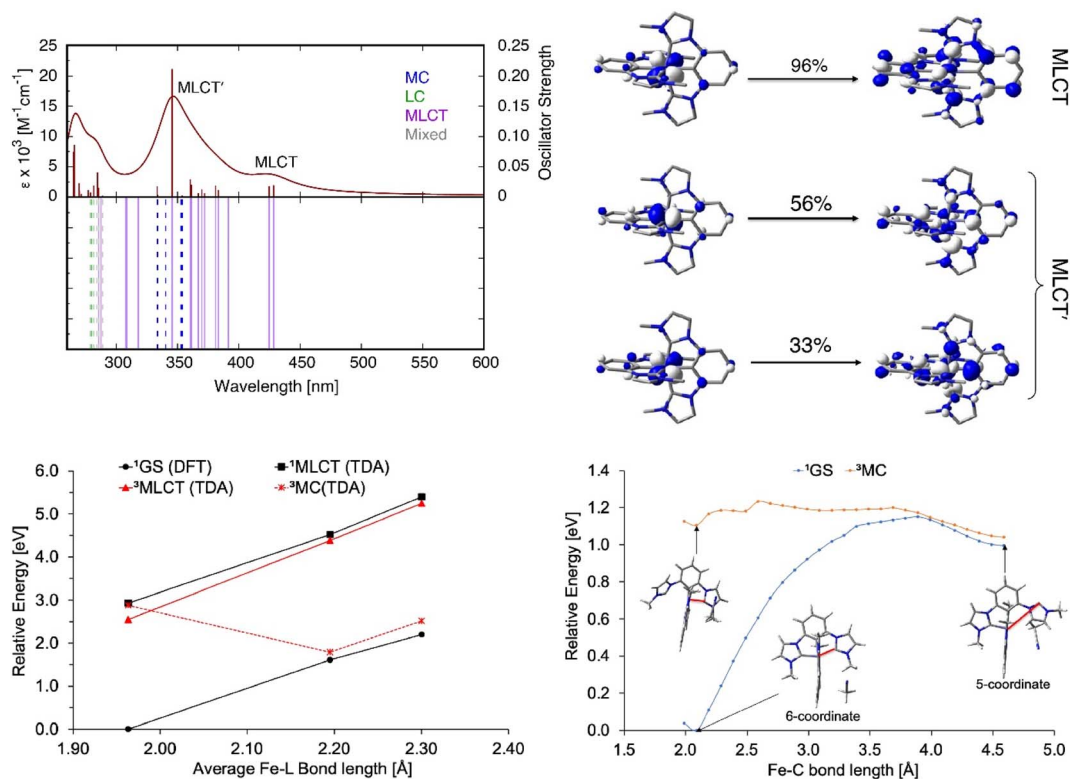 25
20
15
10
5
0
ε x 10³ [M⁻¹cm⁻¹]
MLCT′
MLCT
MC
LC
MLCT
Mixed
0.25
0.20
0.15
0.10
0.05
0.00
Oscillator Strength
300
350
400
450
500
550
600
Wavelength [nm]
96%
MLCT
56%
33%
MLCT′
¹GS (DFT)
¹MLCT (TDA)
³MLCT (TDA)
³MC(TDA)
6.0
5.0
4.0
3.0
2.0
1.0
0.0
Relative Energy [eV]
1.90
2.00
2.10
2.20
2.30
2.40
Average Fe-L Bond length [Å]
¹GS
³MC
1.4
1.2
1.0
0.8
0.6
0.4
0.2
0.0
Relative Energy [eV]
6-coordinate
5-coordinate
1.5
2.0
2.5
3.0
3.5
4.0
4.5
5.0
Fe-C bond length [Å]